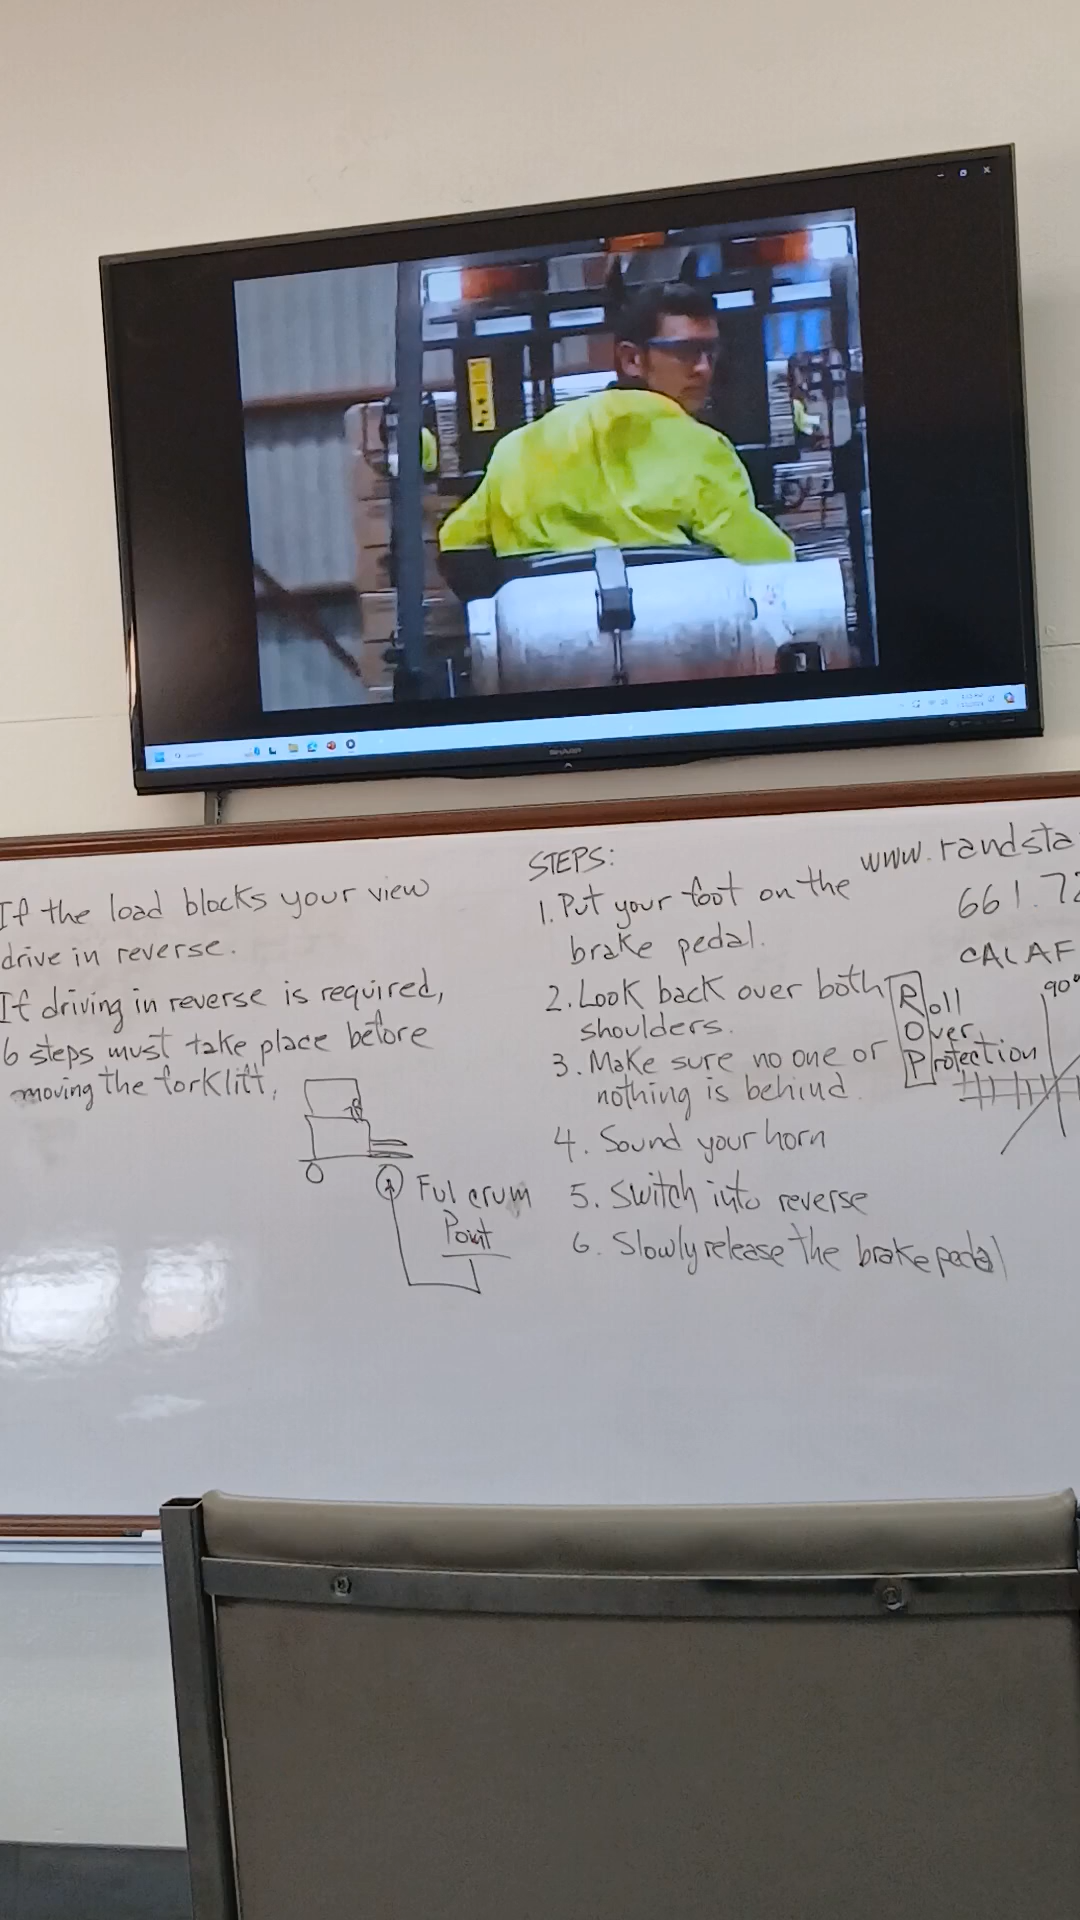 SHARP
If the load blocks your view
drive in reverse.
If driving in reverse is required,
6 steps must take place before
moving the forklift.
Fulcrum
Point
STEPS:
1. Put your foot on the
brake pedal.
2. Look back over both
shoulders.
3. Make sure no one or
nothing is behind.
4. Sound your horn
5. Switch into reverse
6. Slowly release the brake pedal
www.randsta
661.72
CALAF
Roll
Over
Protection
90°